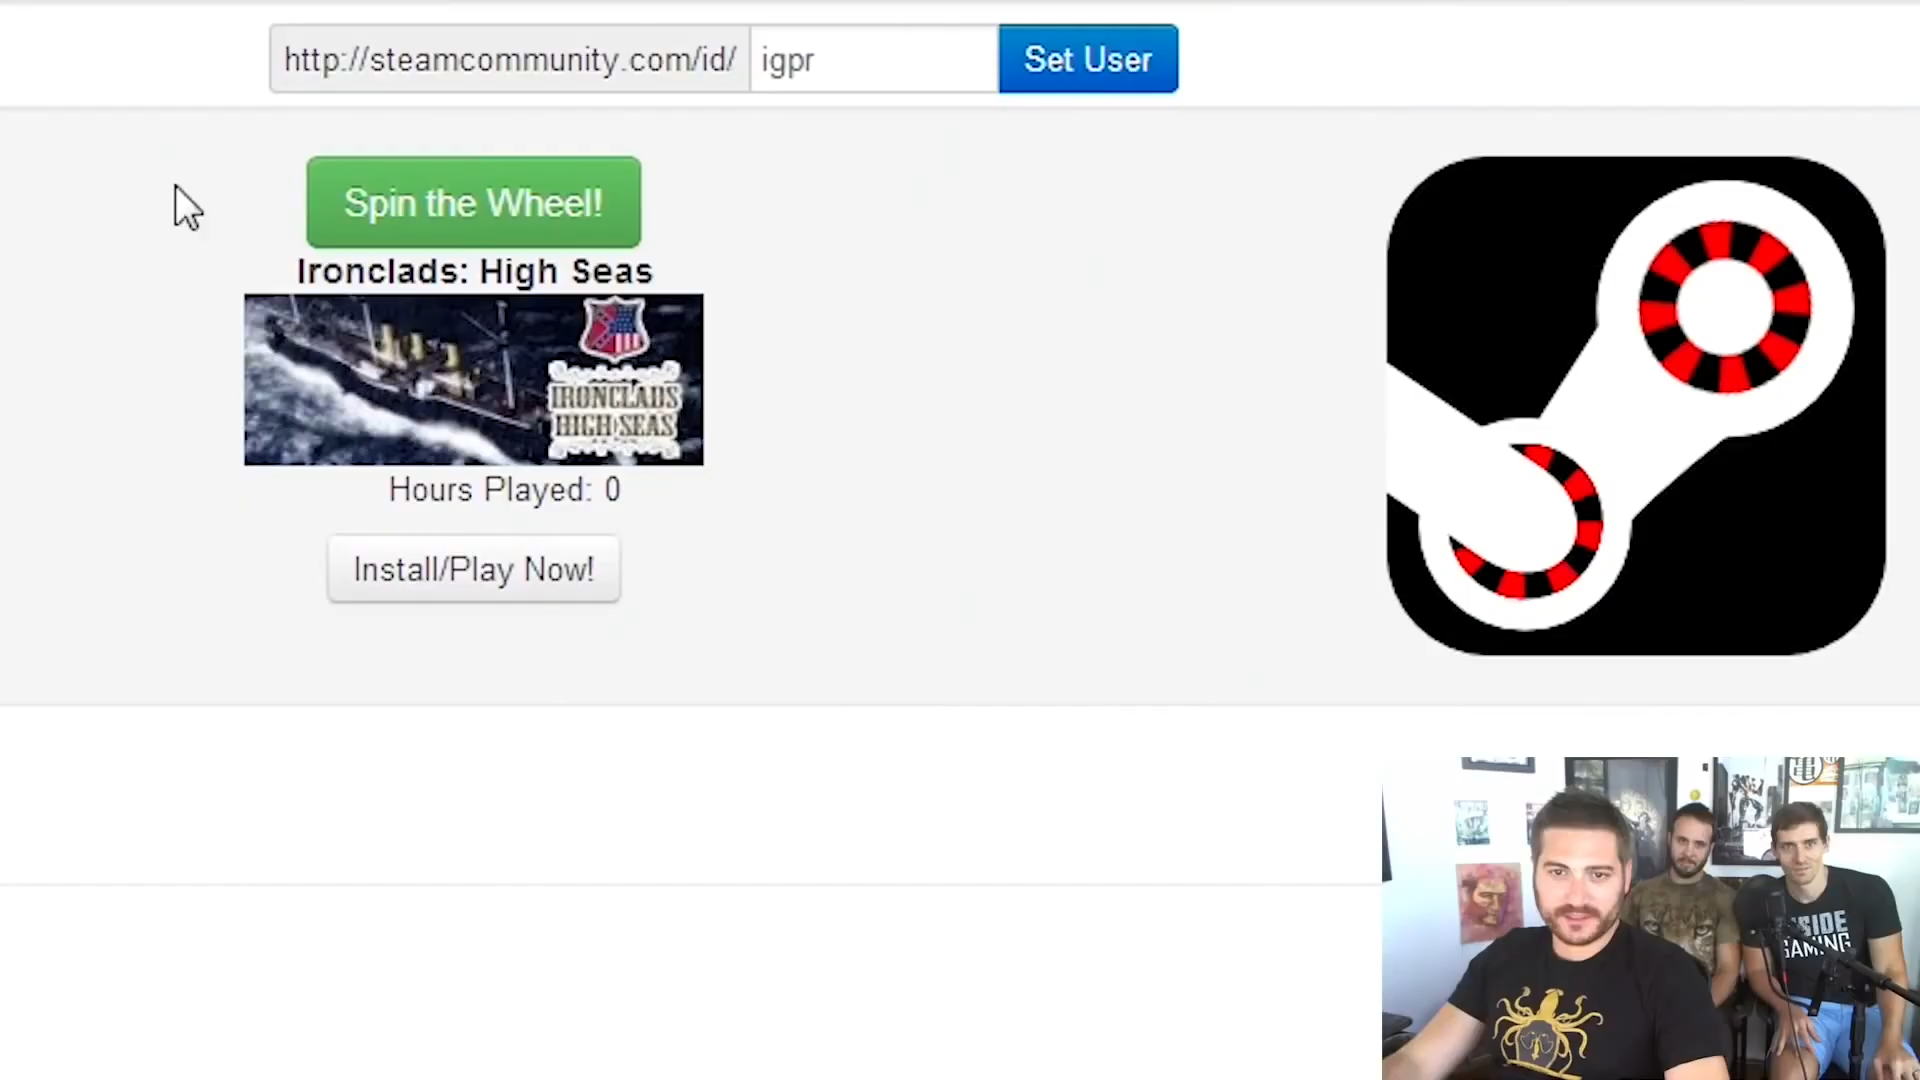 http://steamcommunity.com/id/ igpr Set User
Spin the Wheel!
Ironclads: High Seas
IRONCLADS
HIGH SEAS
Hours Played: 0
Install/Play Now!
GAMING